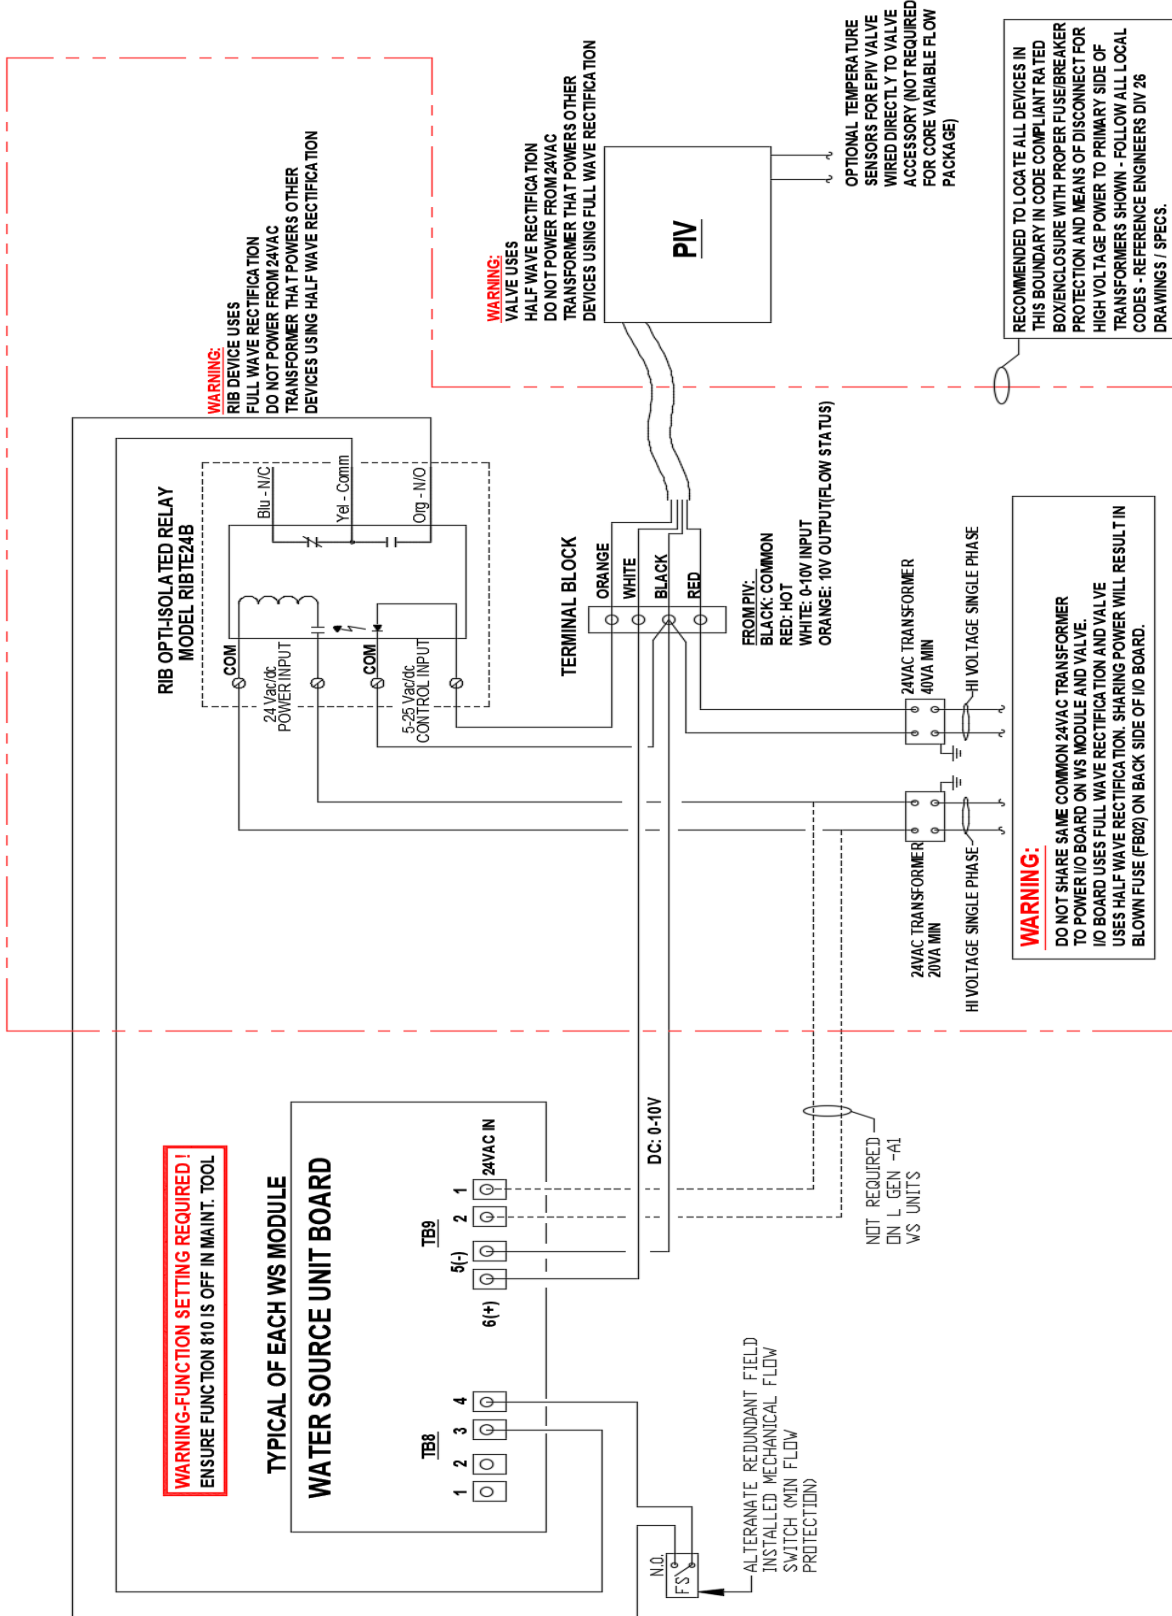 WARNING-FUNCTION SETTING REQUIRED !
ENSURE FUNCTION 810 IS OFF IN MAINT. TOOL
TYPICAL OF EACH WS MODULE
WATER SOURCE UNIT BOARD
TB8
1
2
3
4
TB9
6(+)
5(-)
2
1
24VAC IN
N.O.
FS
ALTERANATE REDUNDANT FIELD
INSTALLED MECHANICAL FLOW
SWITCH (MIN FLOW
PROTECTION)
DC: 0-10V
NOT REQUIRED
ON L GEN -A1
WS UNITS
RIB OPTI-ISOLATED RELAY
MODEL RIBTE24B
COM
24 Vac/dc
POWER INPUT
COM
5-25 Vac/dc
CONTROL INPUT
Blu - N/C
Yel - Comm
Org - N/O
WARNING:
RIB DEVICE USES
FULL WAVE RECTIFICATION
DO NOT POWER FROM 24VAC
TRANSFORMER THAT POWERS OTHER
DEVICES USING HALF WAVE RECTIFICATION
WARNING:
VALVE USES
HALF WAVE RECTIFICATION
DO NOT POWER FROM 24VAC
TRANSFORMER THAT POWERS OTHER
DEVICES USING FULL WAVE RECTIFICATION
TERMINAL BLOCK
ORANGE
WHITE
BLACK
RED
PIV
OPTIONAL TEMPERATURE
SENSORS FOR EPIV VALVE
WIRED DIRECTLY TO VALVE
ACCESSORY (NOT REQUIRED
FOR CORE VARIABLE FLOW
PACKAGE)
FROM PIV:
BLACK: COMMON
RED: HOT
WHITE: 0-10V INPUT
ORANGE: 10V OUTPUT(FLOW STATUS)
24VAC TRANSFORMER
20VA MIN
HI VOLTAGE SINGLE PHASE
24VAC TRANSFORMER
40VA MIN
HI VOLTAGE SINGLE PHASE
WARNING:
DO NOT SHARE SAME COMMON 24VAC TRANSFORMER
TO POWER I/O BOARD ON WS MODULE AND VALVE.
I/O BOARD USES FULL WAVE RECTIFICATION AND VALVE
USES HALF WAVE RECTIFICATION. SHARING POWER WILL RESULT IN
BLOWN FUSE (FB02) ON BACK SIDE OF I/O BOARD.
RECOMMENDED TO LOCATE ALL DEVICES IN
THIS BOUNDARY IN CODE COMPLIANT RATED
BOX/ENCLOSURE WITH PROPER FUSE/BREAKER
PROTECTION AND MEANS OF DISCONNECT FOR
HIGH VOLTAGE POWER TO PRIMARY SIDE OF
TRANSFORMERS SHOWN - FOLLOW ALL LOCAL
CODES - REFERENCE ENGINEERS DIV 26
DRAWINGS / SPECS.